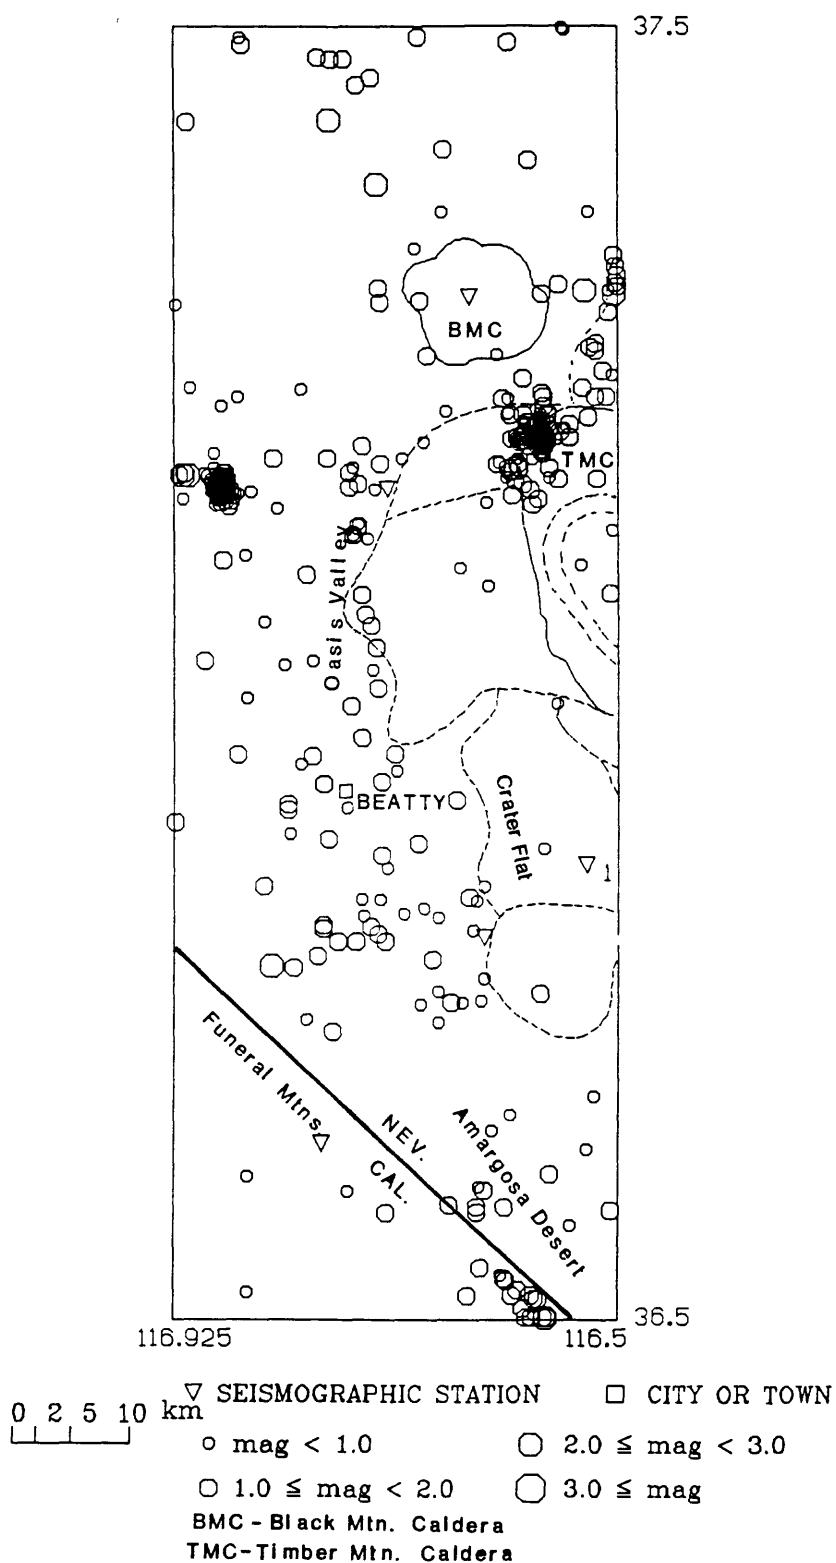 37.5
BMC
TMC
Oasis Valley
BEATTY
Crater Flat
1
Funeral Mtns.
NEV.
CAL.
Amargosa Desert
36.5
116.925 116.5
▽ SEISMOGRAPHIC STATION □ CITY OR TOWN
0 2 5 10 km
mag < 1.0 2.0 ≦ mag < 3.0
1.0 ≦ mag < 2.0 3.0 ≦ mag
BMC - Black Mtn. Caldera
TMC-Timber Mtn. Caldera